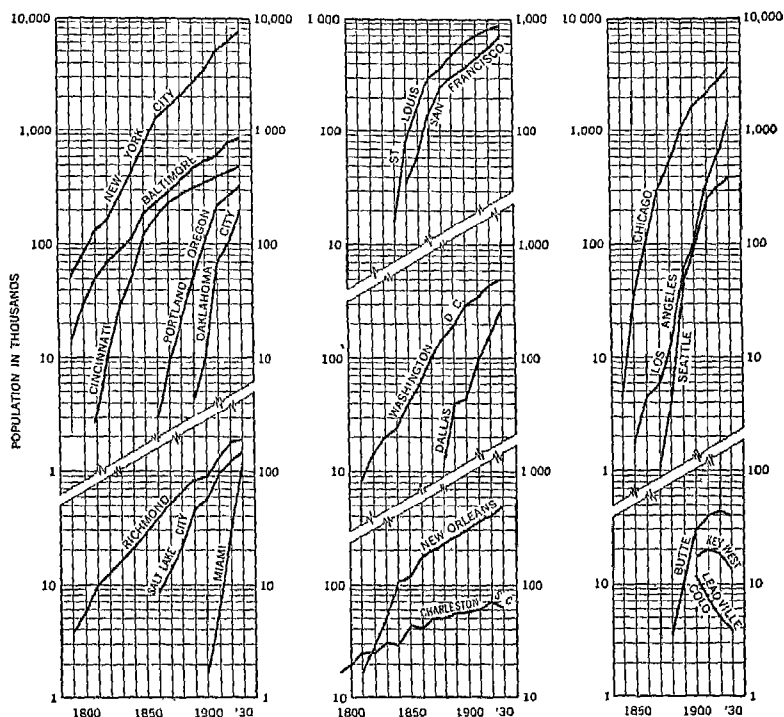 POPULATION IN THOUSANDS
10,000
1,000
100
10
1
10
1
10,000
1 000
100
10
100
10
1
NEW YORK CITY
BALTIMORE
CINCINNATI
PORTLAND OREGON
OAKLAHOMA CITY
RICHMOND
SALT LAKE CITY
MIAMI
1800
1850
1900
'30
1 000
100
10
100
10
100
10
1,000
100
1,000
100
1 000
100
10
ST LOUIS
SAN FRANCISCO
WASHINGTON D C
DALLAS
NEW ORLEANS
CHARLESTON S C
1800
1850
1900
'30
10 000
1,000
100
10
1
10
1
10,000
1 000
100
10
100
10
1
CHICAGO
LOS ANGELES
SEATTLE
BUTTE
KEY WEST
LEADVILLE
COLO
1800
1850
1900
'30